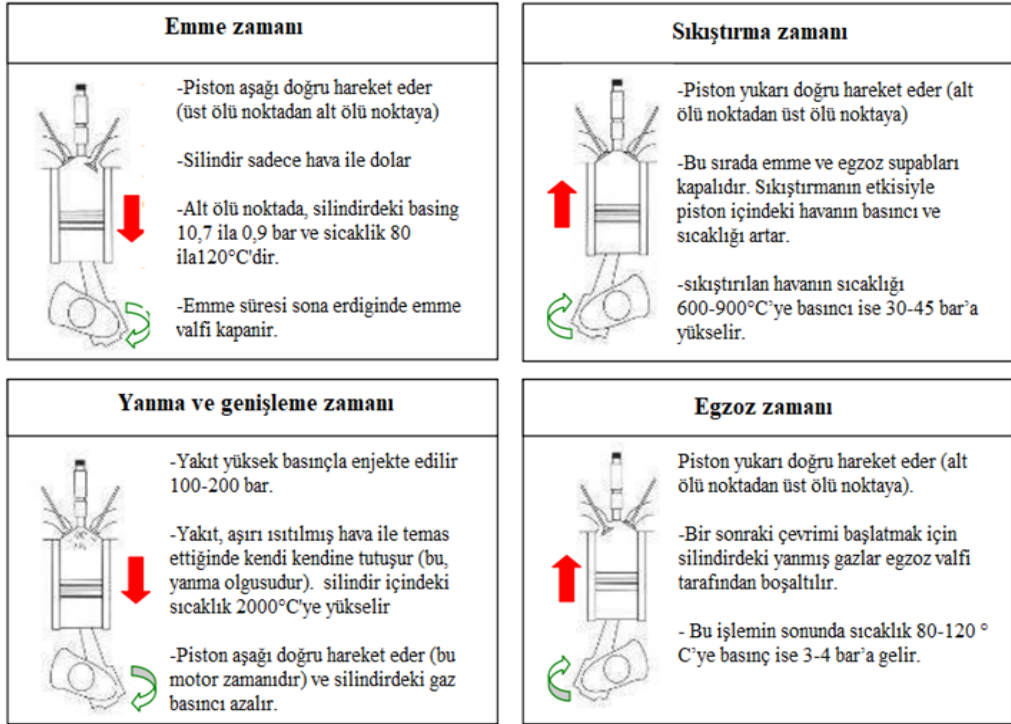 Emme zamanı
-Piston aşağı doğru hareket eder
(üst ölü noktadan alt ölü noktaya)
-Silindir sadece hava ile dolar
-Alt ölü noktada, silindirdeki basing
10,7 ila 0,9 bar ve sicaklik 80
ila120°C'dir.
-Emme süresi sona erdiginde emme
valfi kapanir.
Sıkıştırma zamanı
-Piston yukarı doğru hareket eder (alt
ölü noktadan üst ölü noktaya)
-Bu sırada emme ve egzoz supabları
kapalıdır. Sıkıştırmanın etkisiyle
piston içindeki havanın basıncı ve
sıcaklığı artar.
-sıkıştırılan havanın sıcaklığı
600-900°C’ye basıncı ise 30-45 bar’a
yükselir.
Yanma ve genişleme zamanı
-Yakıt yüksek basınçla enjekte edilir
100-200 bar.
-Yakıt, aşırı ısıtılmış hava ile temas
ettiğinde kendi kendine tutuşur (bu,
yanma olgusudur). silindir içindeki
sıcaklık 2000°C'ye yükselir
-Piston aşağı doğru hareket eder (bu
motor zamanıdır) ve silindirdeki gaz
basıncı azalır.
Egzoz zamanı
Piston yukarı doğru hareket eder (alt
ölü noktadan üst ölü noktaya).
-Bir sonraki çevrimi başlatmak için
silindirdeki yanmış gazlar egzoz valfi
tarafından boşaltılır.
- Bu işlemin sonunda sıcaklık 80-120 °
C’ye basınç ise 3-4 bar’a gelir.